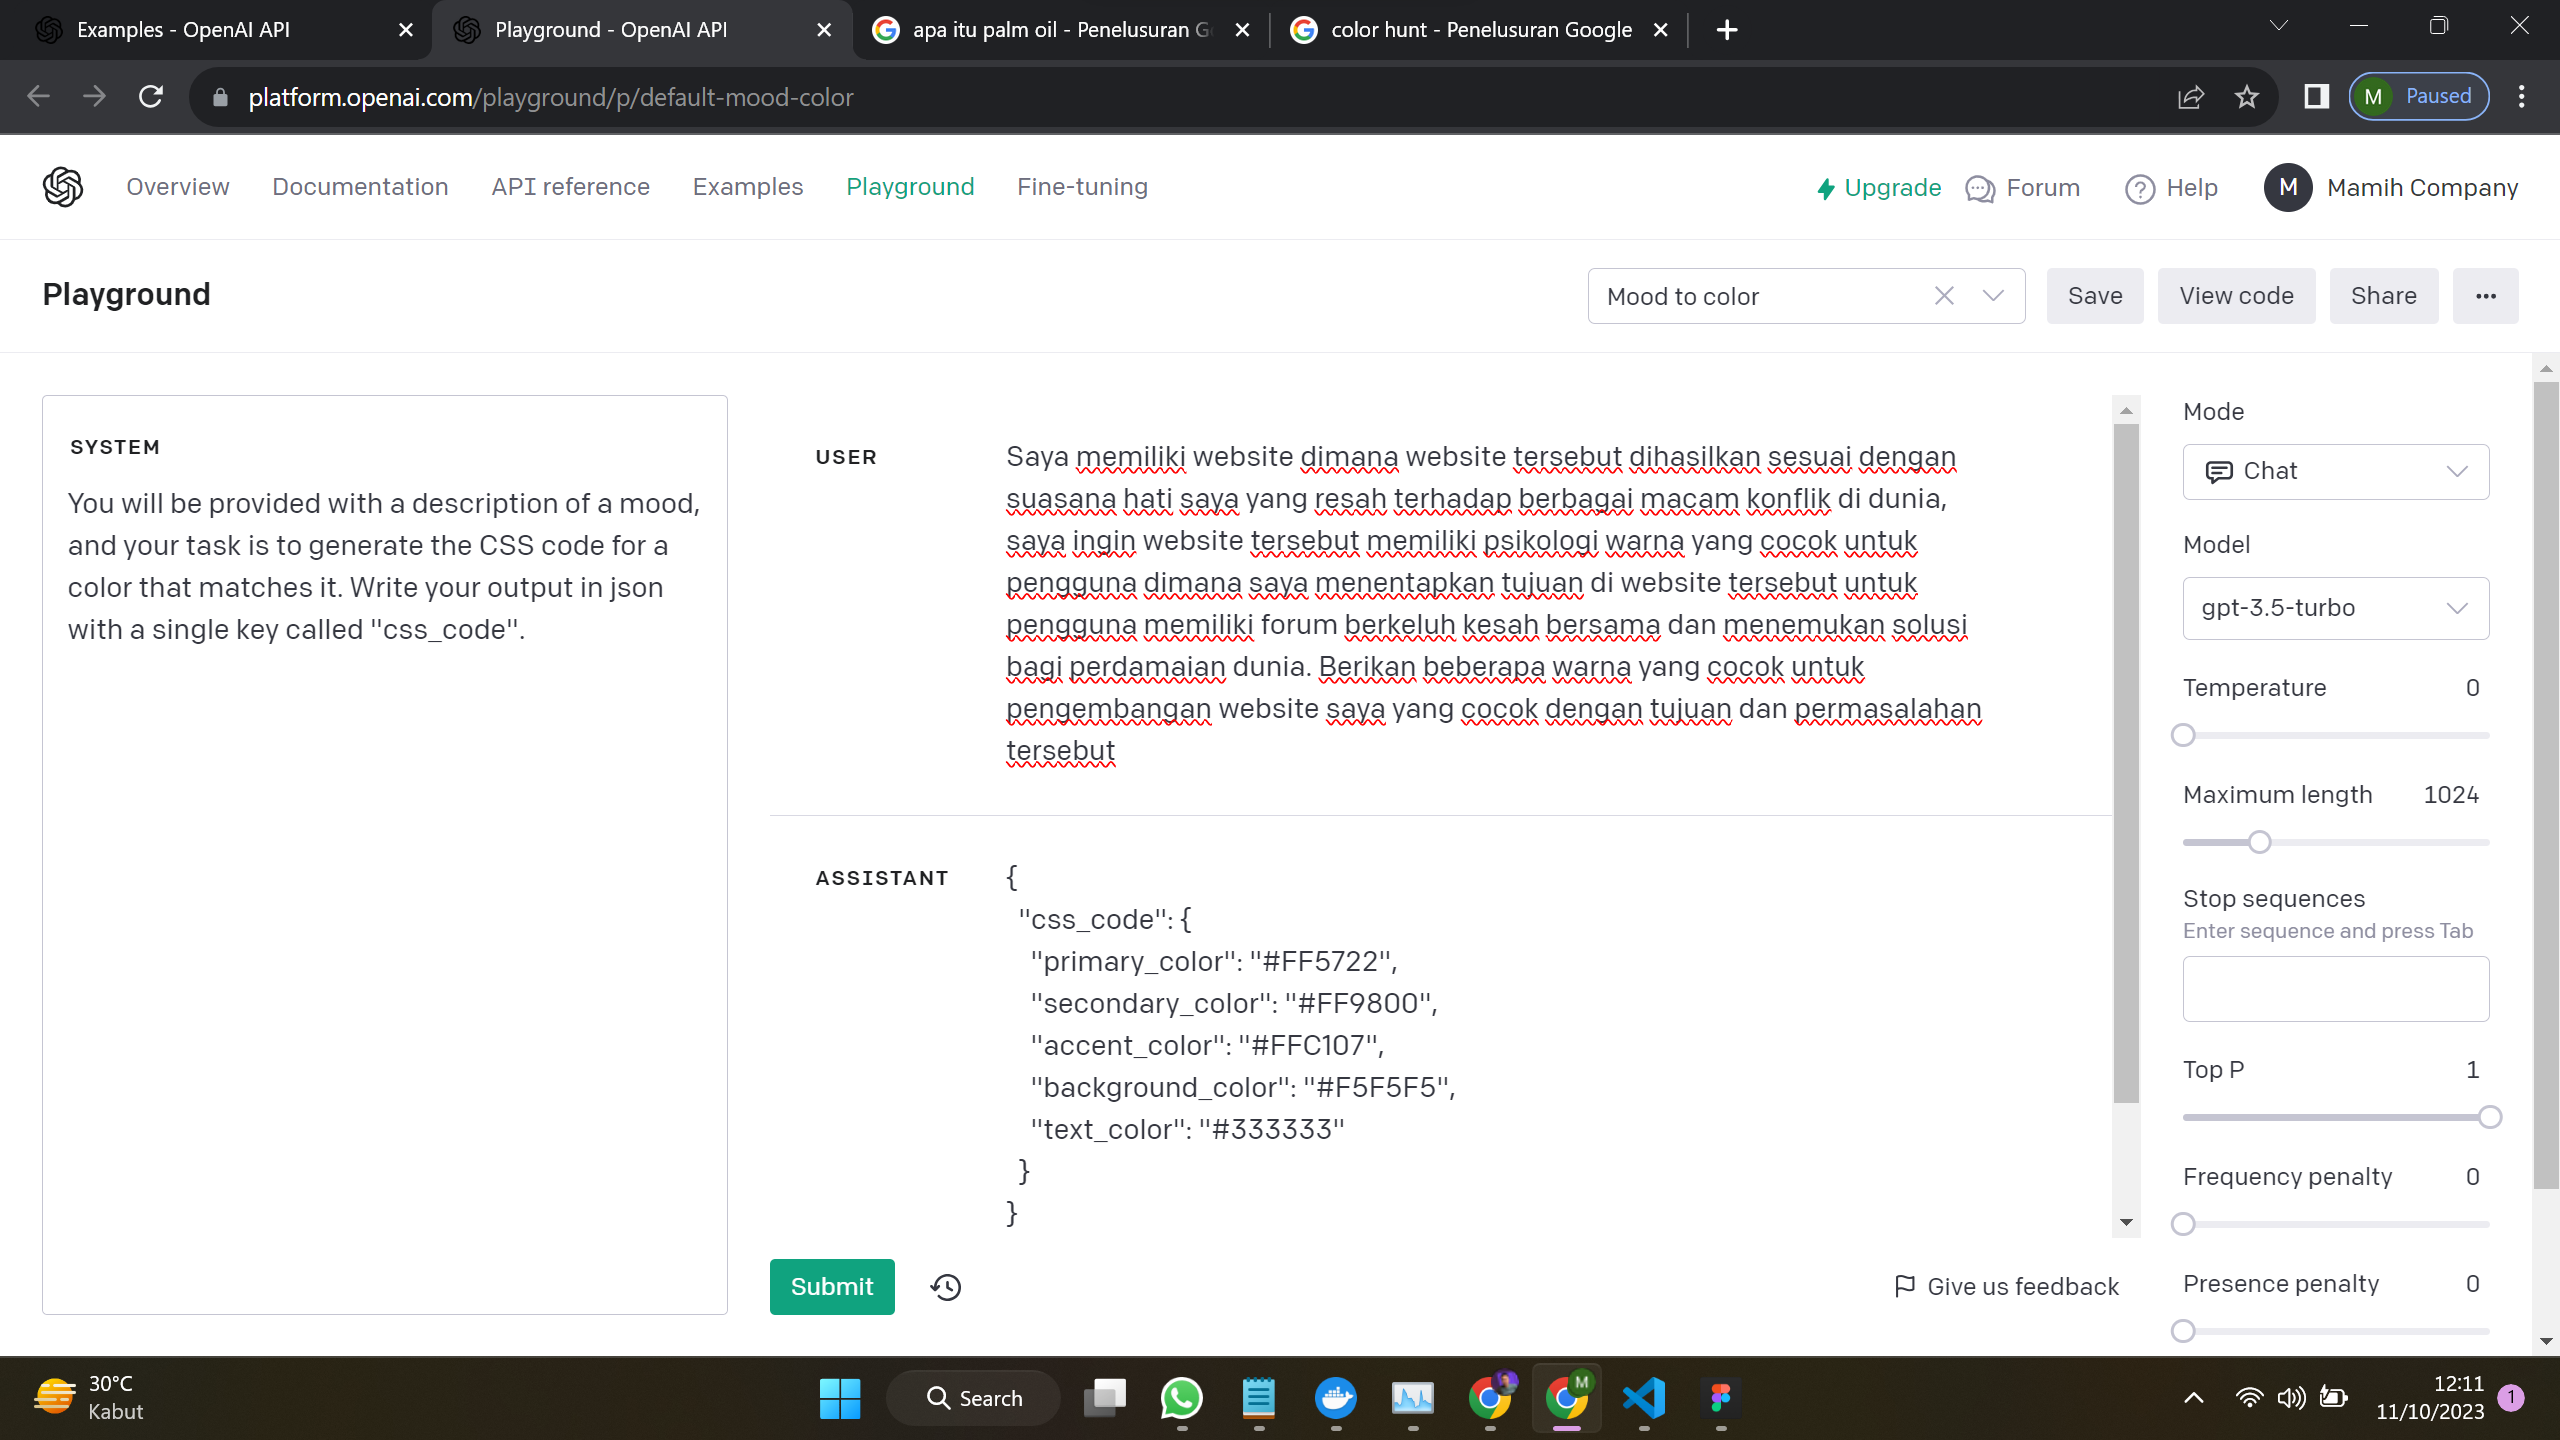 Examples - OpenAI API
Playground - OpenAI API
apa itu palm oil - Penelusuran G
color hunt - Penelusuran Google
platform.openai.com/playground/p/default-mood-color
M Paused
Overview Documentation API reference Examples Playground Fine-tuning
Upgrade Forum Help M Mamih Company
Playground
Mood to color
Save View code Share ...
SYSTEM
You will be provided with a description of a mood,
and your task is to generate the CSS code for a
color that matches it. Write your output in json
with a single key called "css_code".
USER
Saya memiliki website dimana website tersebut dihasilkan sesuai dengan
suasana hati saya yang resah terhadap berbagai macam konflik di dunia,
saya ingin website tersebut memiliki psikologi warna yang cocok untuk
pengguna dimana saya menentapkan tujuan di website tersebut untuk
pengguna memiliki forum berkeluh kesah bersama dan menemukan solusi
bagi perdamaian dunia. Berikan beberapa warna yang cocok untuk
pengembangan website saya yang cocok dengan tujuan dan permasalahan
tersebut
ASSISTANT
{
"css_code": {
"primary_color": "#FF5722",
"secondary_color": "#FF9800",
"accent_color": "#FFC107",
"background_color": "#F5F5F5",
"text_color": "#333333"
}
}
Submit
Give us feedback
Mode
Chat
Model
gpt-3.5-turbo
Temperature 0
Maximum length 1024
Stop sequences
Enter sequence and press Tab
Top P 1
Frequency penalty 0
Presence penalty 0
30°C
Kabut
Search
M
12:11
11/10/2023
1